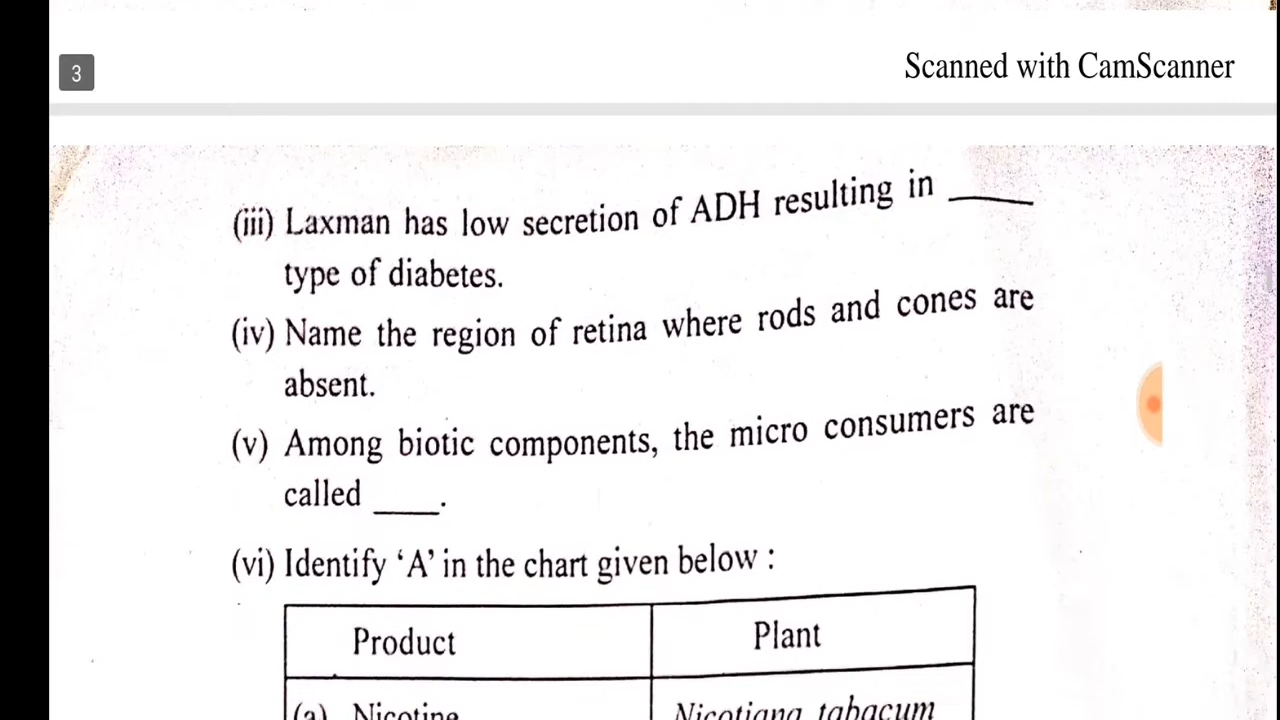 3
Scanned with CamScanner
(iii) Laxman has low secretion of ADH resulting in ____
type of diabetes.
(iv) Name the region of retina where rods and cones are
absent.
(v) Among biotic components, the micro consumers are
called ____.
(vi) Identify ‘A’ in the chart given below :
Product Plant
(a) Nicotine Nicotiana tabacum